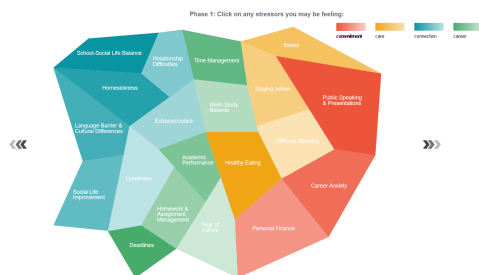 Phase 1: Click on any stressors you may be feeling:
commitment
care
connection
career
School-Social Life Balance
Relationship
Difficulties
Time Management
Illness
Homesickness
Staying Active
Public Speaking
& Presentations
Work-Study
Balance
Extracurriculars
Language Barrier &
Cultural Differences
Difficulty Sleeping
Academic
Performance
Healthy Eating
Loneliness
Career Anxiety
Social Life
Improvement
Homework &
Assignment
Management
Fear of
Failure
Personal Finance
Deadlines